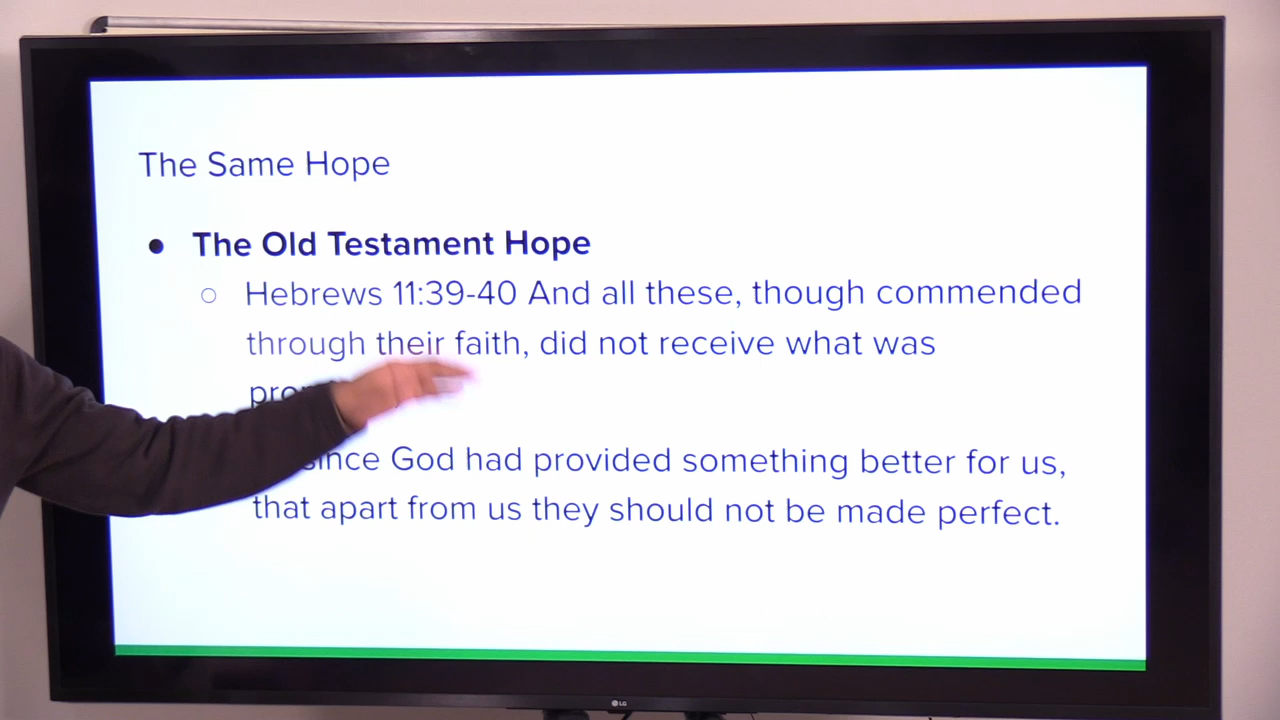 The Same Hope
● The Old Testament Hope
○ Hebrews 11:39-40 And all these, though commended
through their faith, did not receive what was
since God had provided something better for us,
that apart from us they should not be made perfect.
LG